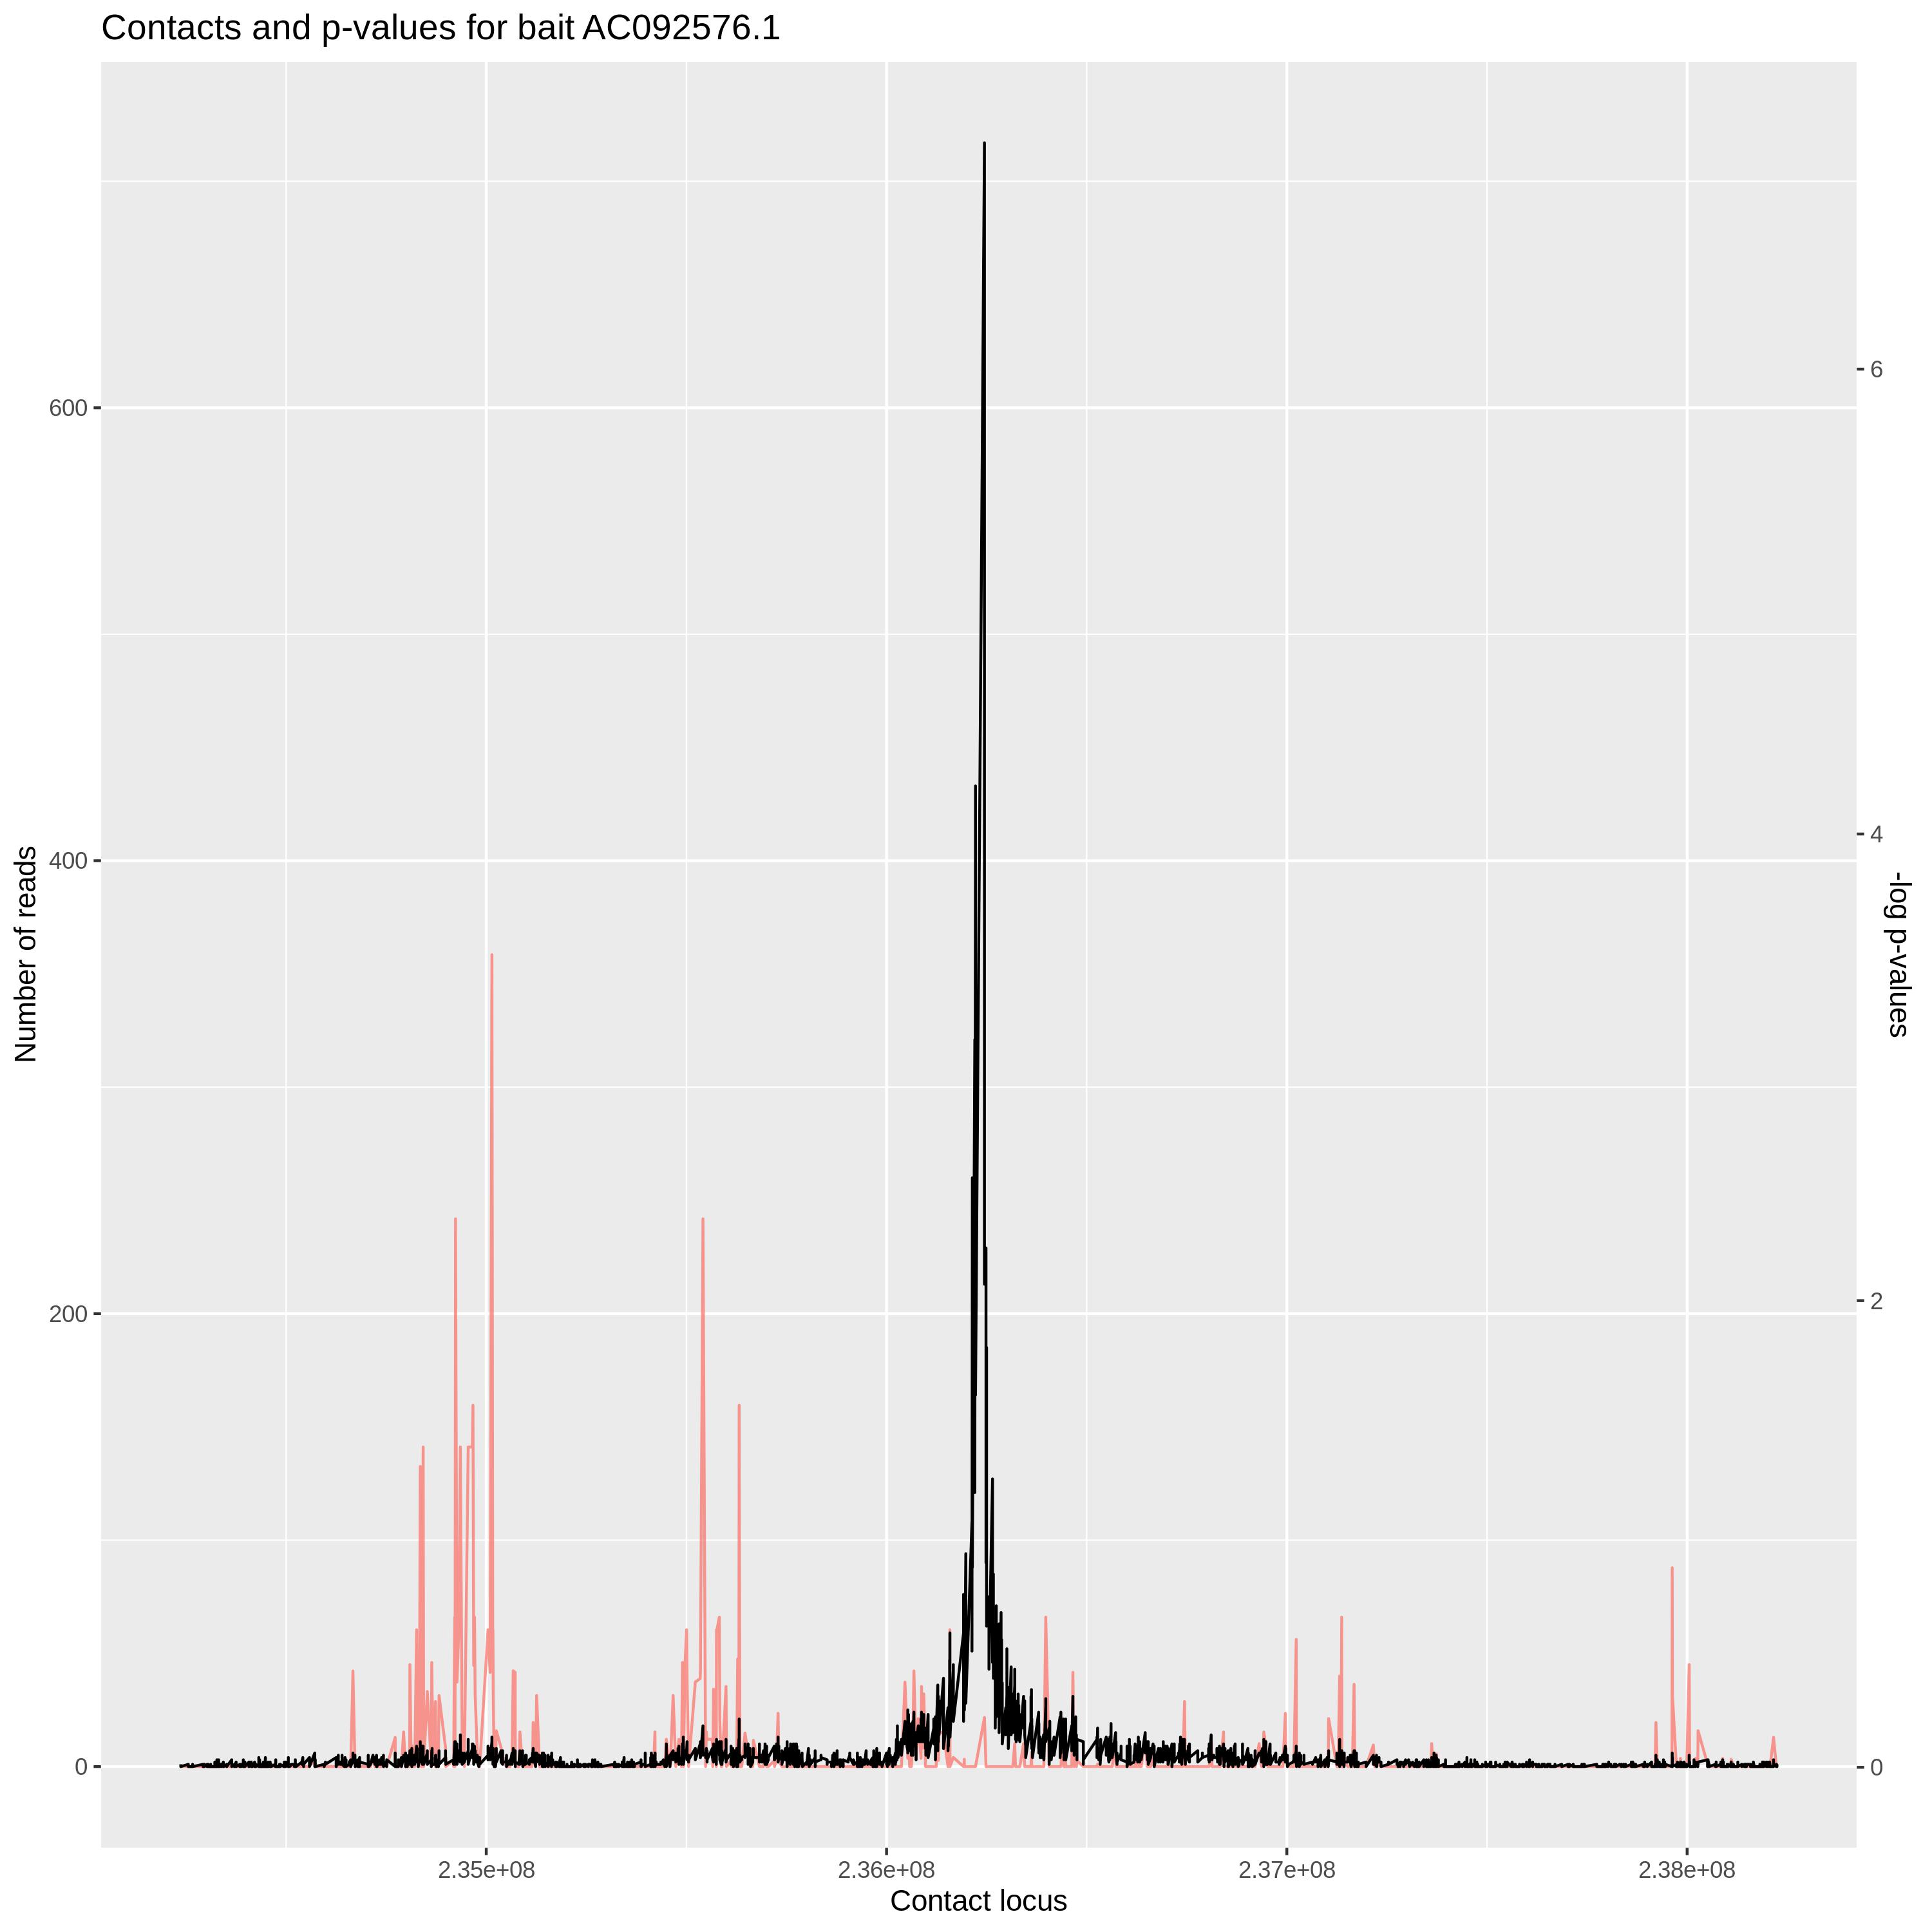 Contacts and p-values for bait AC092576.1
600
400
200
0
6
4
2
0
Number of reads
-log p-values
2.35e+08
2.36e+08
2.37e+08
2.38e+08
Contact locus